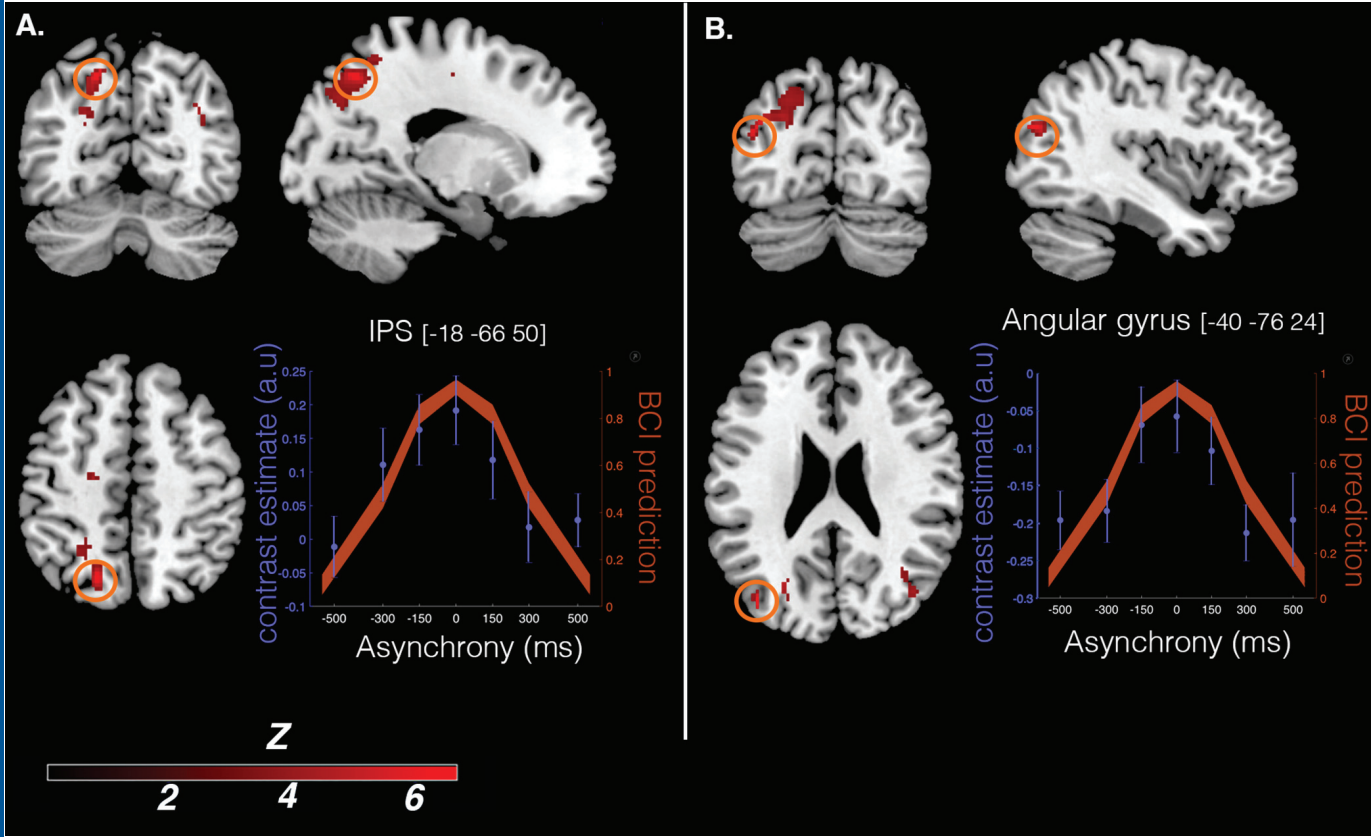 A.
IPS [-18 -66 50]
contrast estimate (a.u)
0.25
0.2
0.15
0.1
0.05
0
-0.05
-0.1
1
0.8
0.6
0.4
0.2
0
BCI prediction
-500 -300 -150 0 150 300 500
Asynchrony (ms)
Z
2 4 6
B.
Angular gyrus [-40 -76 24]
contrast estimate (a.u)
0
-0.05
-0.1
-0.15
-0.2
-0.25
-0.3
1
0.8
0.6
0.4
0.2
0
BCI prediction
-500 -300 -150 0 150 300 500
Asynchrony (ms)